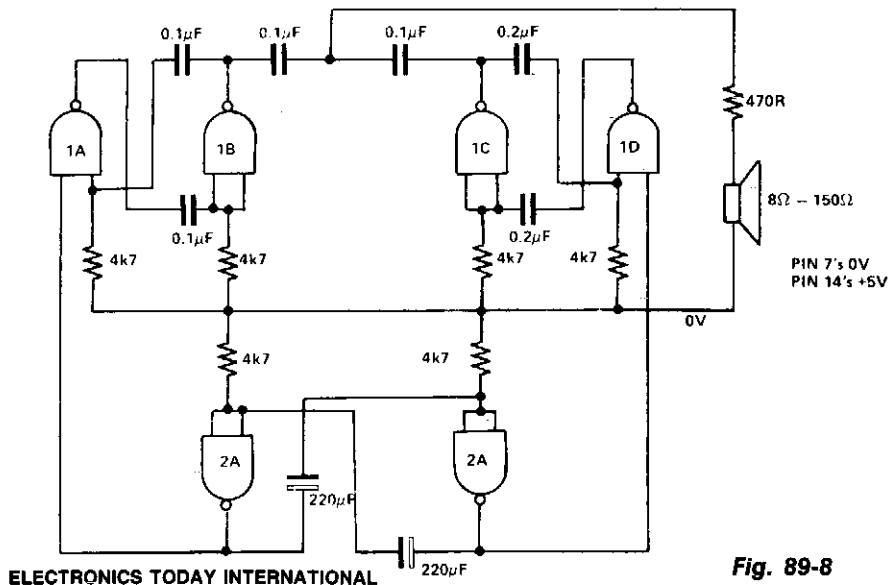 0.1µF 0.1µF 0.1µF 0.2µF
470R
1A 1B 1C 1D
8Ω – 150Ω
0.1µF 0.2µF
4k7 4k7 4k7 4k7
PIN 7's 0V
PIN 14's +5V
0V
4k7 4k7
2A 2A
220µF
220µF
ELECTRONICS TODAY INTERNATIONAL
Fig. 89-8